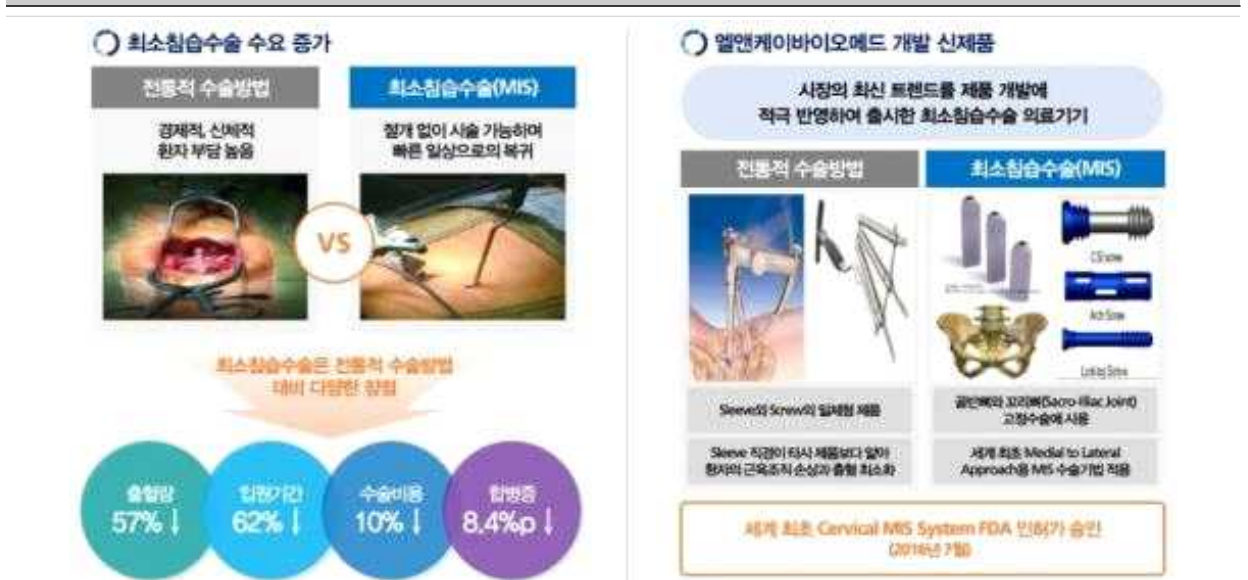 최소침습수술 수요 증가
전통적 수술방법
최소침습수술(MIS)
경제적, 신체적
환자 부담 높음
절개 없이 시술 가능하며
빠른 일상으로의 복귀
VS
최소침습수술은 전통적 수술방법
대비 다양한 장점
출혈량
57%↓
입원기간
62%↓
수술비용
10%↓
합병증
8.4%p↓
엘앤케이바이오메드 개발 신제품
시장의 최신 트렌드를 제품 개발에
적극 반영하여 출시한 최소침습수술 의료기기
전통적 수술방법
최소침습수술(MIS)
Sleeve와 Screw의 일체형 제품
Sleeve 직경이 타사 제품보다 얇아
환자의 근육조직 손상과 출혈 최소화
Screw
Screw
Screw
골반뼈와 꼬리뼈(Sacro-Iliac Joint)
고정수술에 사용
세계 최초 Medial to Lateral
Approach용 MIS 수술기법 적용
세계 최초 Cervical MIS System FDA 인허가 승인
(2016년 7월)